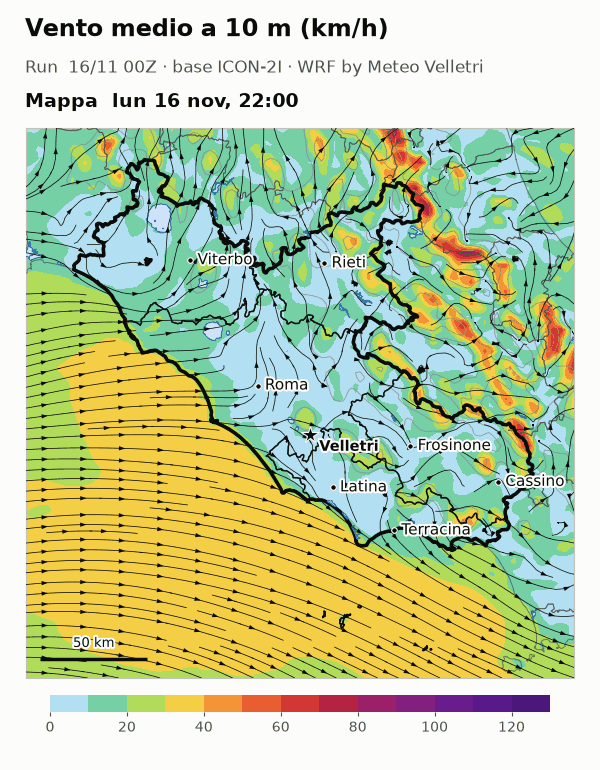 Vento medio a 10 m (km/h)
Run  16/11 00Z · base ICON-2I · WRF by Meteo Velletri
Mappa  lun 16 nov, 22:00
Viterbo
Rieti
Roma
Velletri
Frosinone
Latina
Cassino
Terracina
50 km
0 20 40 60 80 100 120